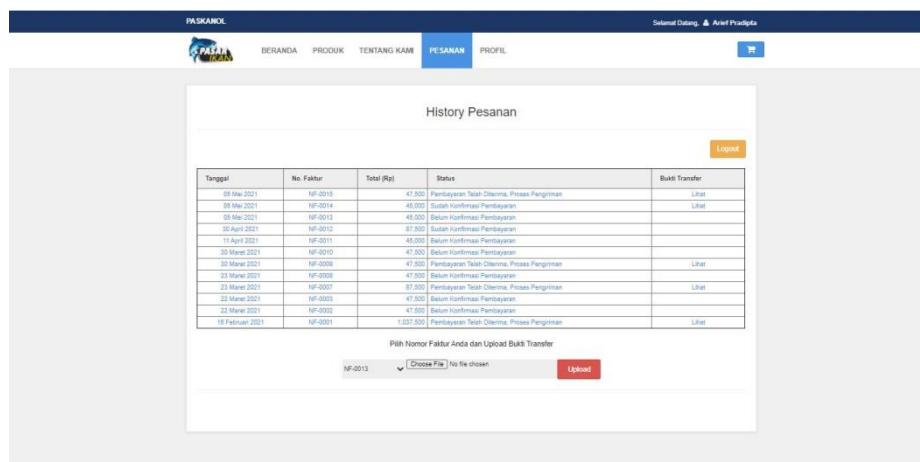 PASKANOL
Selamat Datang, Arief Pradipta
PASAR IKAN
BERANDA PRODUK TENTANG KAMI PESANAN PROFIL
History Pesanan
Logout
Tanggal No. Faktur Total (Rp) Status Bukti Transfer
05 Mei 2021 NF-0015 47,500 Pembayaran Telah Diterima, Proses Pengiriman Lihat
05 Mei 2021 NF-0014 45,000 Sudah Konfirmasi Pembayaran Lihat
05 Mei 2021 NF-0013 45,000 Belum Konfirmasi Pembayaran
30 April 2021 NF-0012 87,500 Sudah Konfirmasi Pembayaran
11 April 2021 NF-0011 45,000 Belum Konfirmasi Pembayaran
30 Maret 2021 NF-0010 47,500 Belum Konfirmasi Pembayaran
30 Maret 2021 NF-0009 47,500 Pembayaran Telah Diterima, Proses Pengiriman Lihat
23 Maret 2021 NF-0008 47,500 Belum Konfirmasi Pembayaran
23 Maret 2021 NF-0007 87,500 Pembayaran Telah Diterima, Proses Pengiriman Lihat
22 Maret 2021 NF-0003 47,500 Belum Konfirmasi Pembayaran
22 Maret 2021 NF-0002 47,500 Belum Konfirmasi Pembayaran
16 Februari 2021 NF-0001 1,037,500 Pembayaran Telah Diterima, Proses Pengiriman Lihat
Pilih Nomor Faktur Anda dan Upload Bukti Transfer
NF-0013 Choose File No file chosen Upload